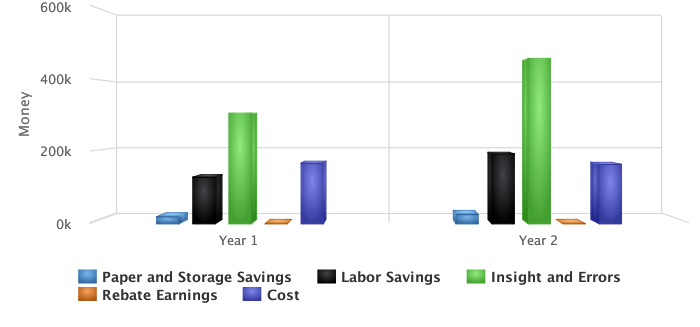 600k
400k
Money
200k
0k
Year 1 Year 2
Paper and Storage Savings Labor Savings Insight and Errors
Rebate Earnings Cost